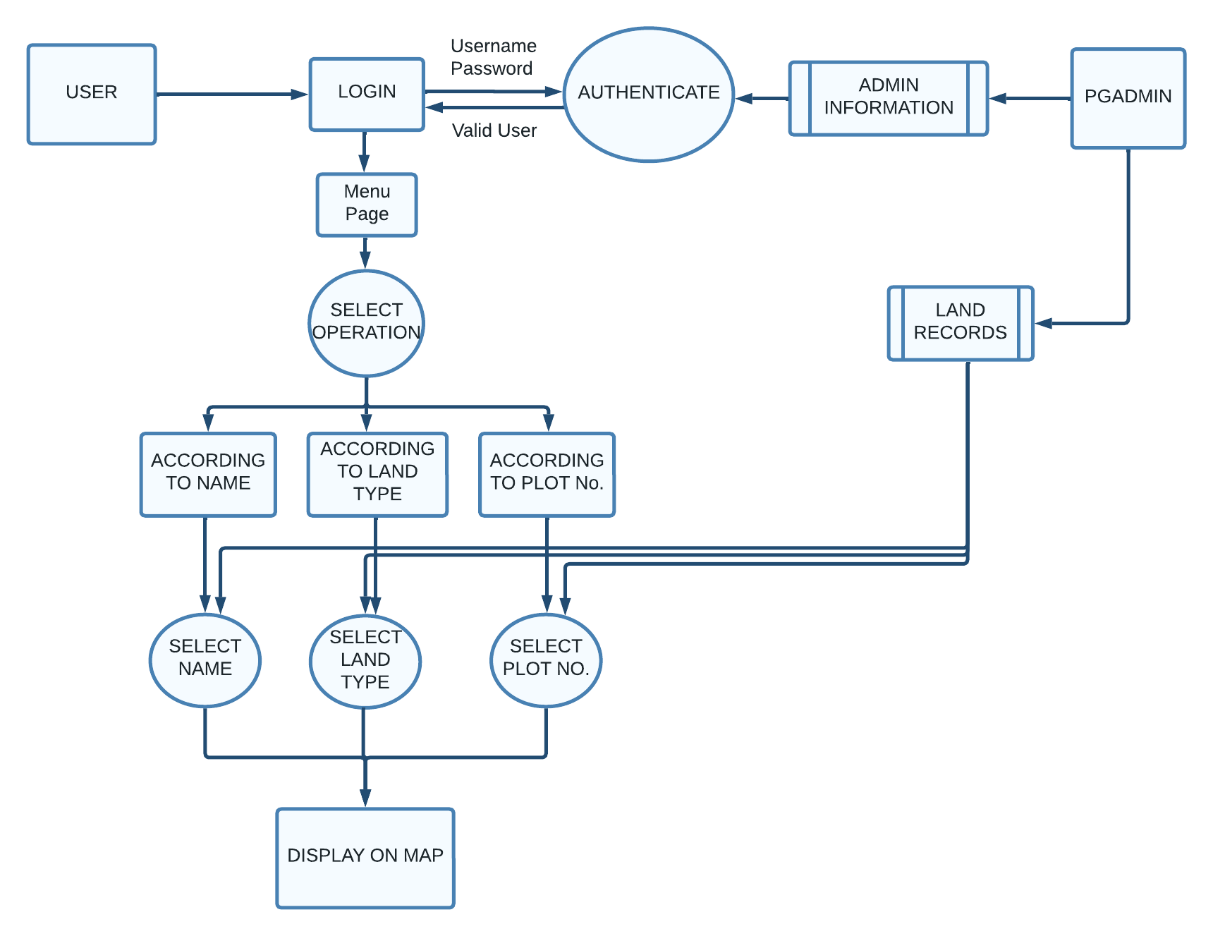 USER
LOGIN
Username
Password
Valid User
AUTHENTICATE
ADMIN
INFORMATION
PGADMIN
Menu
Page
SELECT
OPERATION
LAND
RECORDS
ACCORDING
TO NAME
ACCORDING
TO LAND
TYPE
ACCORDING
TO PLOT No.
SELECT
NAME
SELECT
LAND
TYPE
SELECT
PLOT NO.
DISPLAY ON MAP